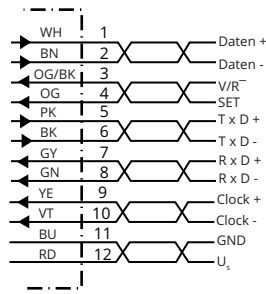 WH 1 Daten +
BN 2 Daten -
OG/BK 3 V/R‾
OG 4 SET
PK 5 T x D +
BK 6 T x D -
GY 7 R x D +
GN 8 R x D -
YE 9 Clock +
VT 10 Clock -
BU 11 GND
RD 12 Us